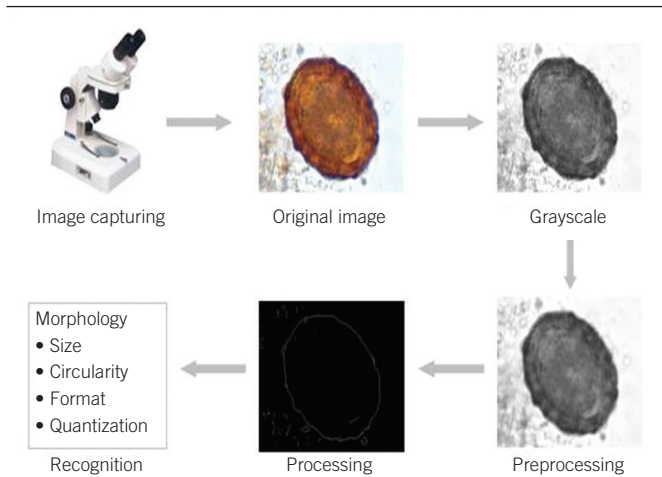 Image capturing
Original image
Grayscale
Morphology
• Size
• Circularity
• Format
• Quantization
Recognition
Processing
Preprocessing